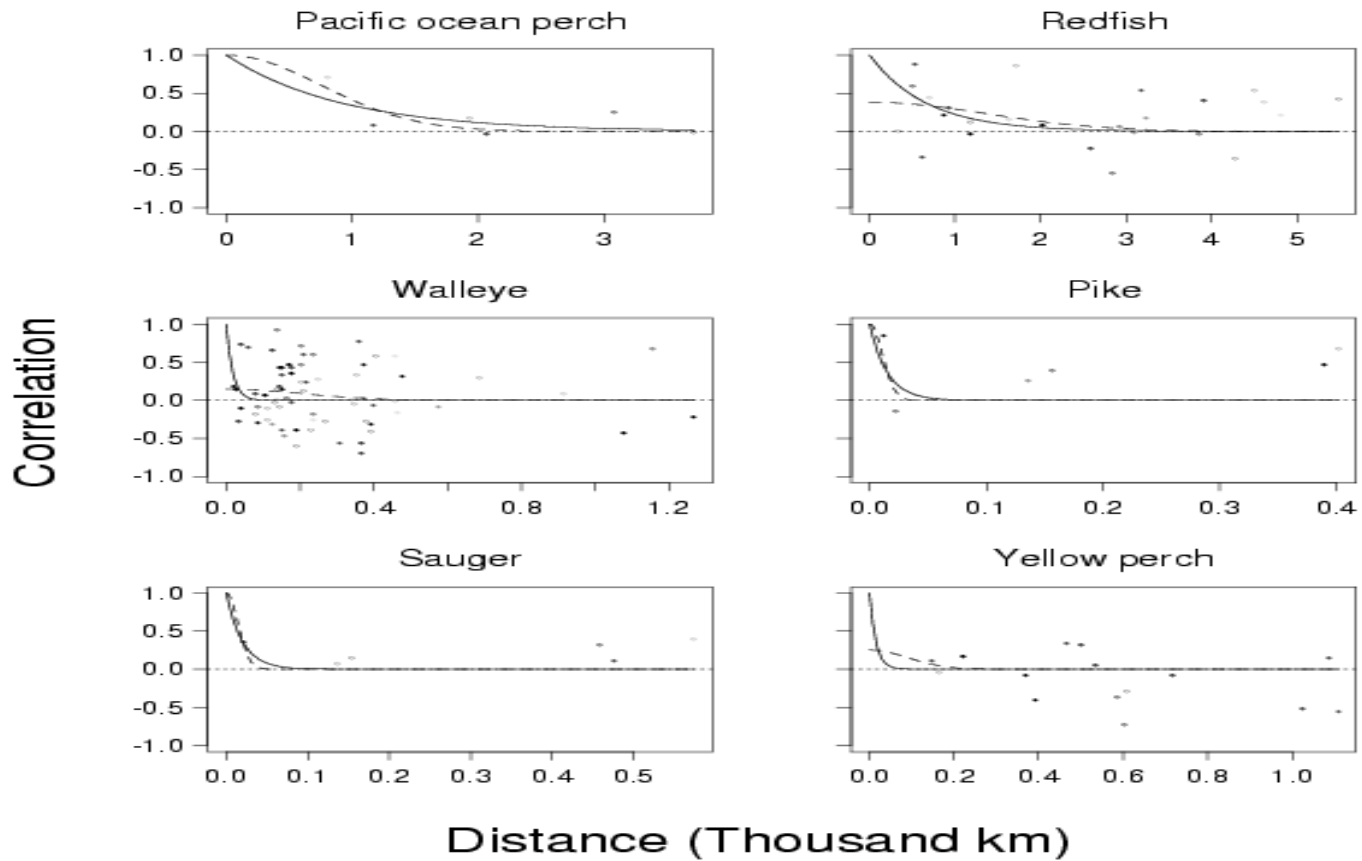 Pacific ocean perch
Redfish
1.0
0.5
0.0
-0.5
-1.0
0 1 2 3
0 1 2 3 4 5
Walleye
Pike
1.0
0.5
0.0
-0.5
-1.0
0.0 0.4 0.8 1.2
0.0 0.1 0.2 0.3 0.4
Sauger
Yellow perch
1.0
0.5
0.0
-0.5
-1.0
0.0 0.1 0.2 0.3 0.4 0.5
0.0 0.2 0.4 0.6 0.8 1.0
Correlation
Distance (Thousand km)